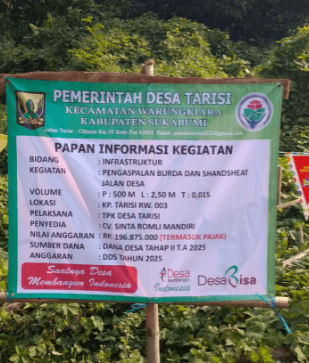 PEMERINTAH DESA TARISI
KECAMATAN WARUNGKIARA
KABUPATEN SUKABUMI
PAPAN INFORMASI KEGIATAN
BIDANG : INFRASTRUKTUR
KEGIATAN : PENGASPALAN BURDA DAN SHANDSHEAT
JALAN DESA
VOLUME : P : 500 M L : 2,50 M T : 0,015
LOKASI : KP. TARISI RW. 003
PELAKSANA : TPK DESA TARISI
PENYEDIA : CV. SINTA ROMLI MANDIRI
NILAI ANGGARAN : RP. 196.875.000 (TERMASUK PAJAK)
SUMBER DANA : DANA DESA TAHAP II T.A 2025
ANGGARAN : DDS TAHUN 2025
Saatnya Desa
Membangun Indonesia
Desa
Indonesia
Desa Bisa